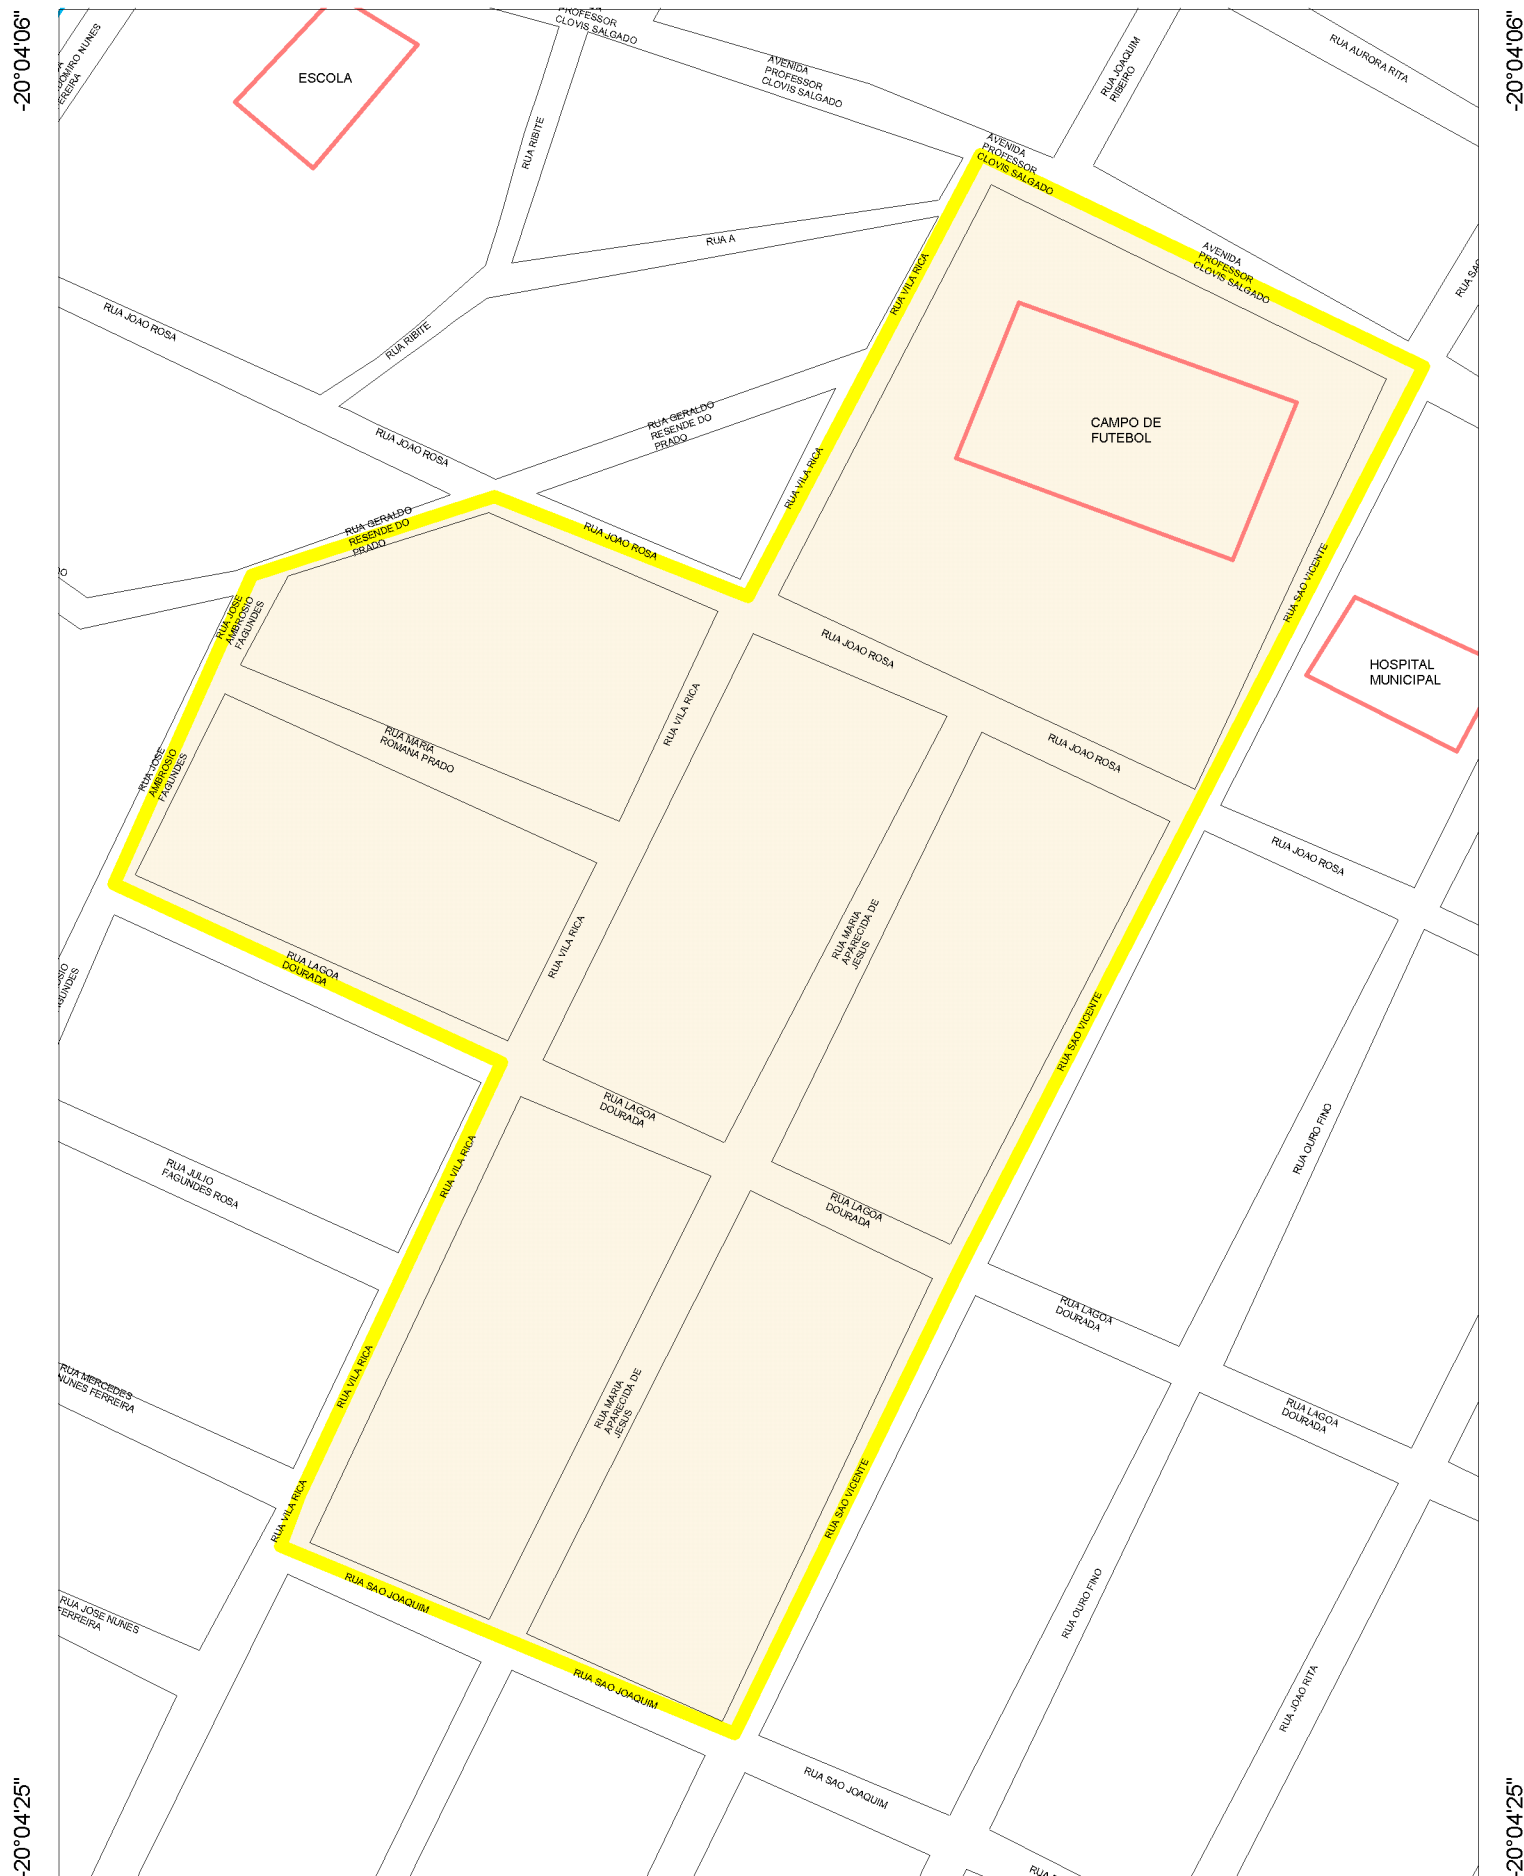 -20°04'06"
-20°04'06"
PROFESSOR
CLOVIS SALGADO
NUNES
FERREIRA
ESCOLA
AVENIDA
PROFESSOR
CLOVIS SALGADO
RUA JOAQUIM
RIBEIRO
RUA AURORA RITA
RUA RIBITE
AVENIDA
PROFESSOR
CLOVIS SALGADO
RUA A
AVENIDA
PROFESSOR
CLOVIS SALGADO
RUA VILA RICA
RUA JOAO ROSA
RUA RIBITE
RUA GERALDO
RESENDE DO
PRADO
CAMPO DE
FUTEBOL
RUA JOAO ROSA
RUA VILA RICA
RUA GERALDO
RESENDE DO
PRADO
RUA JOAO ROSA
RUA SAO VICENTE
RUA JOSE
AMBROSIO
FAGUNDES
RUA JOAO ROSA
HOSPITAL
MUNICIPAL
RUA VILA RICA
RUA MARIA
ROMANA PRADO
RUA JOAO ROSA
RUA JOSE
AMBROSIO
FAGUNDES
RUA JOAO ROSA
RUA VILA RICA
RUA MARIA
APARECIDA DE
JESUS
RUA LAGOA
DOURADA
RUA SAO VICENTE
RUA LAGOA
DOURADA
RUA OURO FINO
RUA VILA RICA
RUA JULIO
FAGUNDES ROSA
RUA LAGOA
DOURADA
RUA LAGOA
DOURADA
RUA VILA RICA
RUA MERCEDES
NUNES FERREIRA
RUA MARIA
APARECIDA DE
JESUS
RUA LAGOA
DOURADA
RUA VILA RICA
RUA SAO VICENTE
RUA SAO JOAQUIM
RUA OURO FINO
RUA JOSE NUNES
FERREIRA
RUA SAO JOAQUIM
RUA JOAO RITA
RUA SAO JOAQUIM
-20°04'25"
-20°04'25"